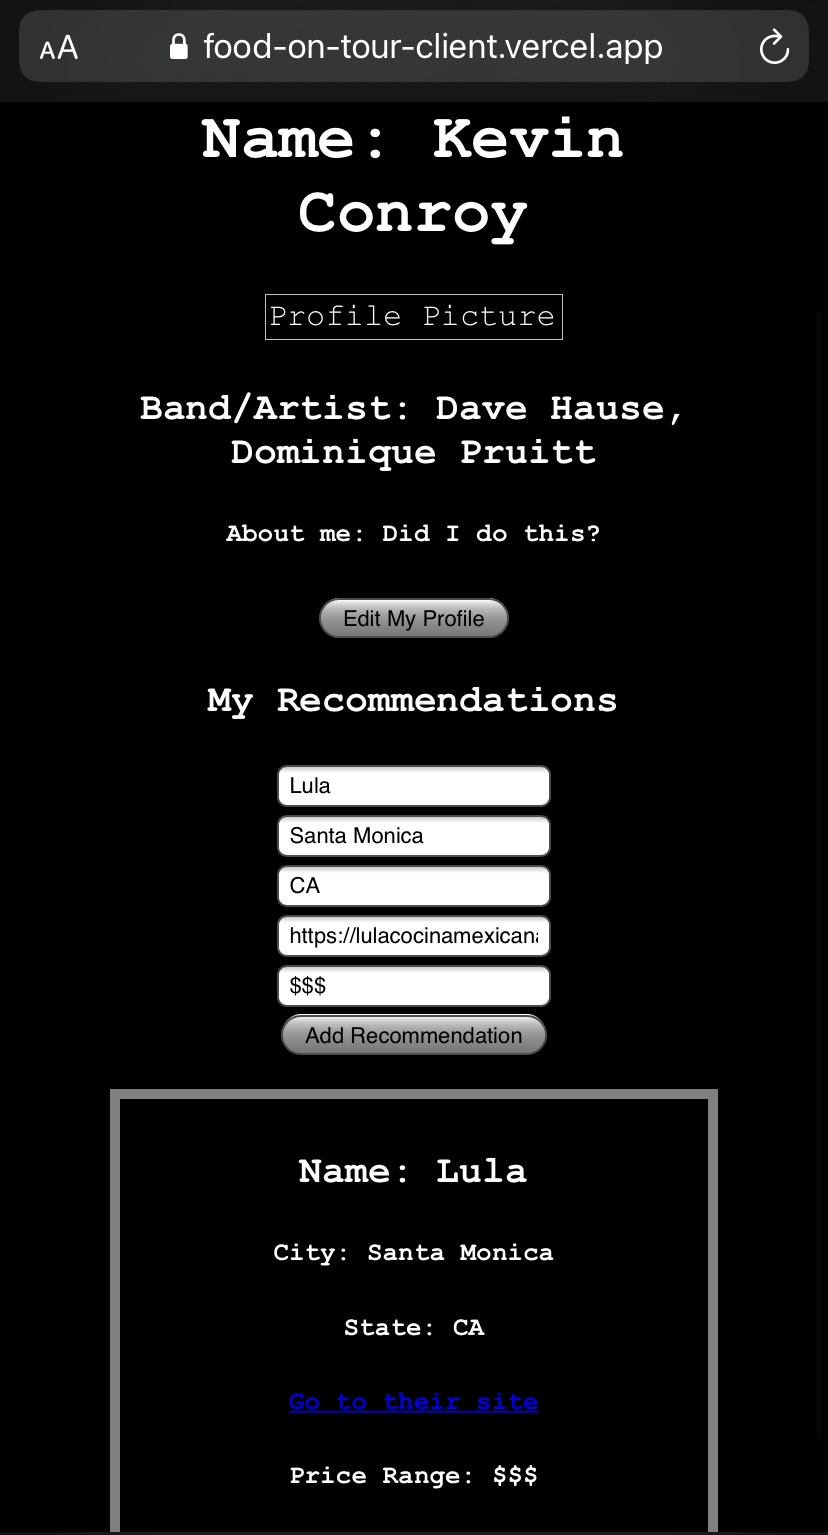 AA food-on-tour-client.vercel.app
Name: Kevin
Conroy
Profile Picture
Band/Artist: Dave Hause,
Dominique Pruitt
About me: Did I do this?
Edit My Profile
My Recommendations
Lula
Santa Monica
CA
https://lulacocinamexicana
$$$
Add Recommendation
Name: Lula
City: Santa Monica
State: CA
Go to their site
Price Range: $$$